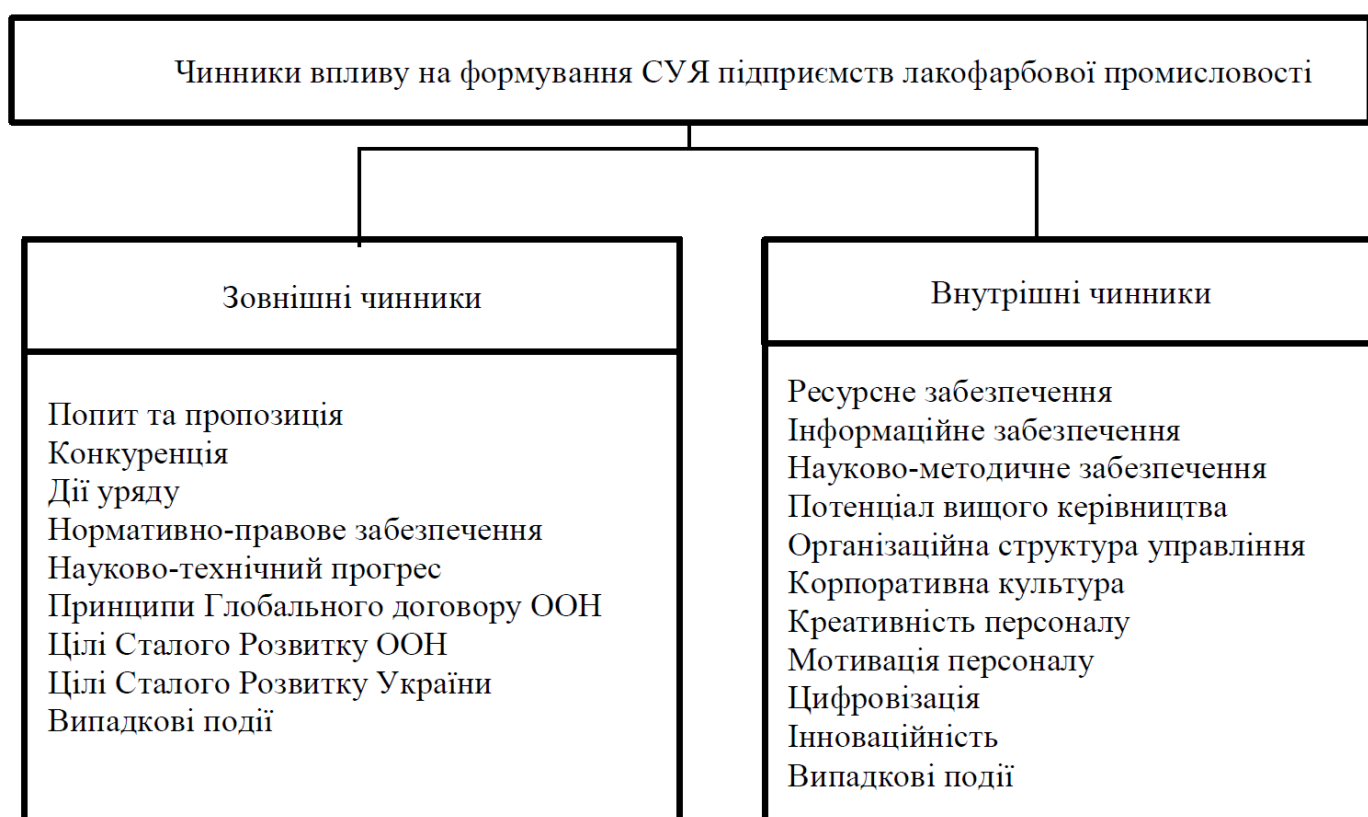 Чинники впливу на формування СУЯ підприємств лакофарбової промисловості
Зовнішні чинники
Попит та пропозиція
Конкуренція
Дії уряду
Нормативно-правове забезпечення
Науково-технічний прогрес
Принципи Глобального договору ООН
Цілі Сталого Розвитку ООН
Цілі Сталого Розвитку України
Випадкові події
Внутрішні чинники
Ресурсне забезпечення
Інформаційне забезпечення
Науково-методичне забезпечення
Потенціал вищого керівництва
Організаційна структура управління
Корпоративна культура
Креативність персоналу
Мотивація персоналу
Цифровізація
Інноваційність
Випадкові події